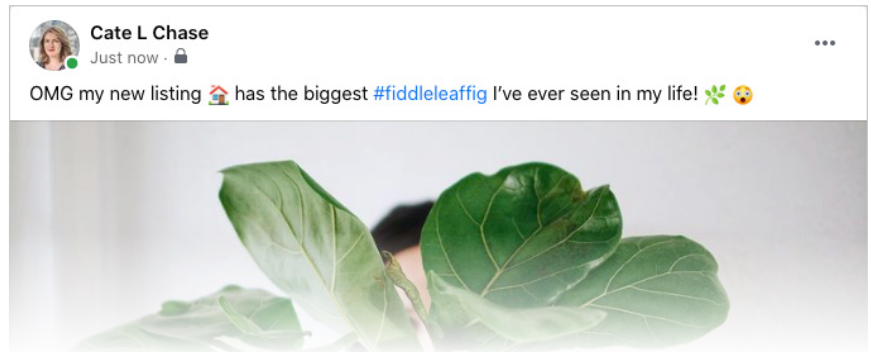 Cate L Chase
Just now ·
OMG my new listing 🏠 has the biggest #fiddleleaffig I’ve ever seen in my life! 🌿 😲